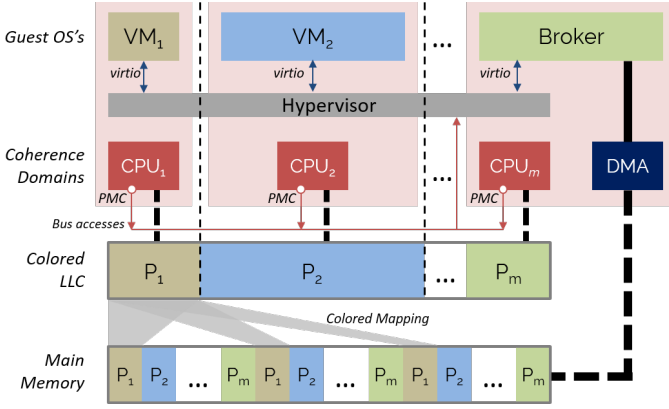 Guest OS's
VM1
VM2
...
Broker
virtio
virtio
virtio
Hypervisor
Coherence
Domains
CPU1
CPU2
...
CPUm
DMA
PMC
PMC
PMC
Bus accesses
Colored
LLC
P1
P2
...
Pm
Colored Mapping
Main
Memory
P1
P2
...
Pm
P1
P2
...
Pm
P1
P2
...
Pm